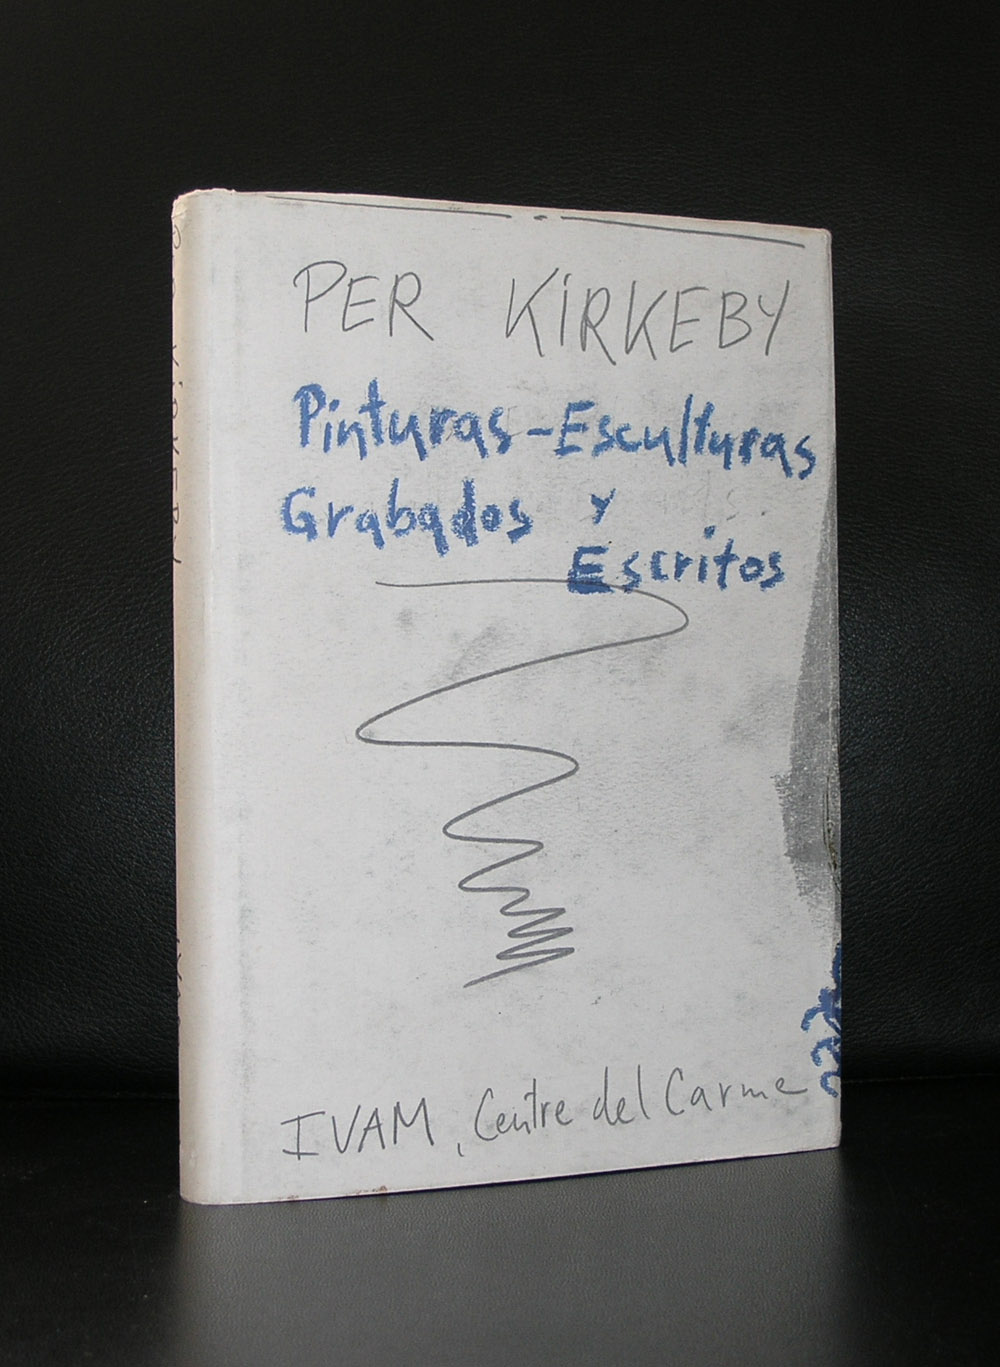 PER KiRKEBY
Pinturas-Esculturas
Grabados y
Escritos
IVAM, Centre del Carme